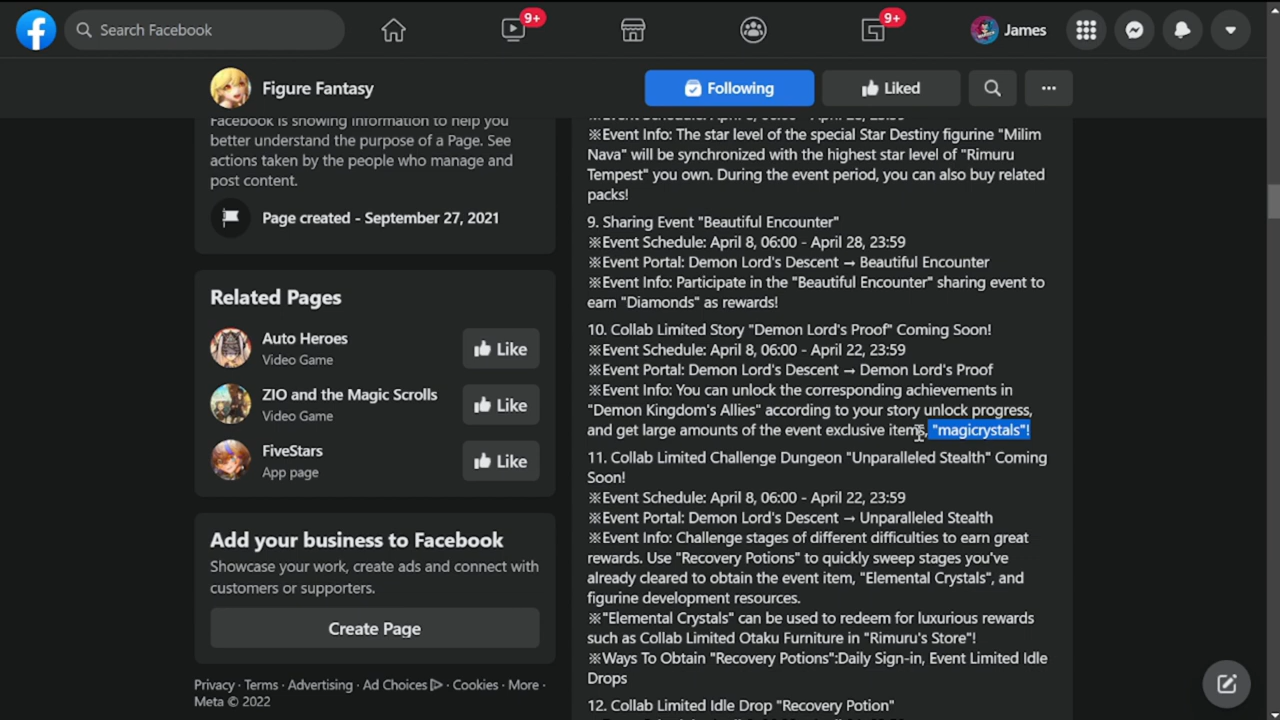 Search Facebook
9+
9+
James
Figure Fantasy
Following
Liked
Facebook is showing information to help you
better understand the purpose of a Page. See
actions taken by the people who manage and
post content.
Page created - September 27, 2021
Related Pages
Auto Heroes
Video Game
Like
ZIO and the Magic Scrolls
Video Game
Like
FiveStars
App page
Like
Add your business to Facebook
Showcase your work, create ads and connect with
customers or supporters.
Create Page
Privacy · Terms · Advertising · Ad Choices · Cookies · More ·
Meta © 2022
※Event Info: The star level of the special Star Destiny figurine "Milim
Nava" will be synchronized with the highest star level of "Rimuru
Tempest" you own. During the event period, you can also buy related
packs!
9. Sharing Event "Beautiful Encounter"
※Event Schedule: April 8, 06:00 - April 28, 23:59
※Event Portal: Demon Lord's Descent → Beautiful Encounter
※Event Info: Participate in the "Beautiful Encounter" sharing event to
earn "Diamonds" as rewards!
10. Collab Limited Story "Demon Lord's Proof" Coming Soon!
※Event Schedule: April 8, 06:00 - April 22, 23:59
※Event Portal: Demon Lord's Descent → Demon Lord's Proof
※Event Info: You can unlock the corresponding achievements in
"Demon Kingdom's Allies" according to your story unlock progress,
and get large amounts of the event exclusive items, "magicrystals"!
11. Collab Limited Challenge Dungeon "Unparalleled Stealth" Coming
Soon!
※Event Schedule: April 8, 06:00 - April 22, 23:59
※Event Portal: Demon Lord's Descent → Unparalleled Stealth
※Event Info: Challenge stages of different difficulties to earn great
rewards. Use "Recovery Potions" to quickly sweep stages you've
already cleared to obtain the event item, "Elemental Crystals", and
figurine development resources.
※"Elemental Crystals" can be used to redeem for luxurious rewards
such as Collab Limited Otaku Furniture in "Rimuru's Store"!
※Ways To Obtain "Recovery Potions":Daily Sign-in, Event Limited Idle
Drops
12. Collab Limited Idle Drop "Recovery Potion"